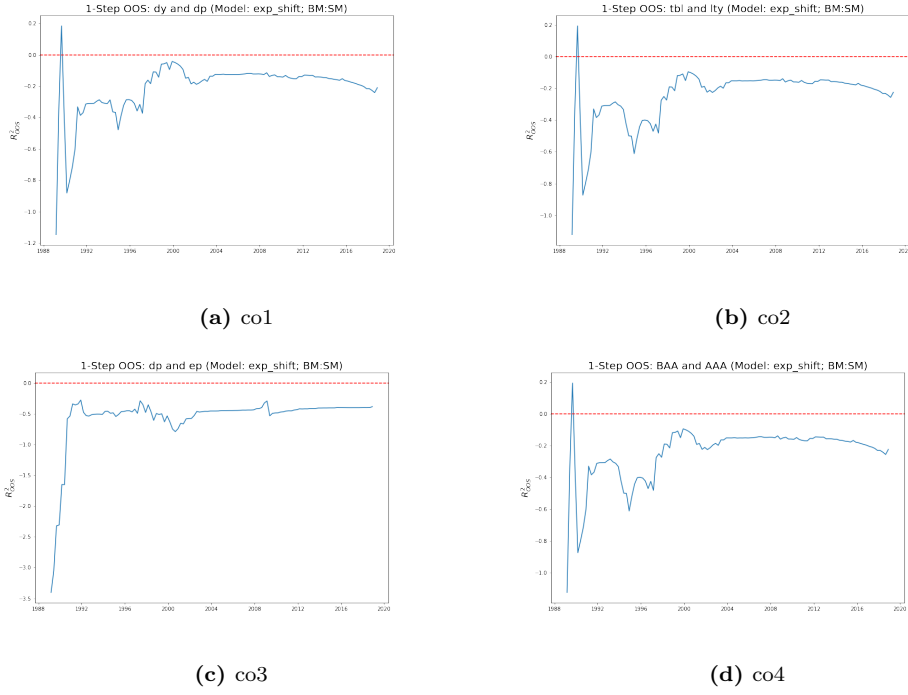 1-Step OOS: dy and dp (Model: exp_shift; BM:SM)
0.2
0.0
−0.2
−0.4
−0.6
−0.8
−1.0
−1.2
R²OOS
1988 1992 1996 2000 2004 2008 2012 2016 2020
(a) co1
1-Step OOS: tbl and lty (Model: exp_shift; BM:SM)
0.2
0.0
−0.2
−0.4
−0.6
−0.8
−1.0
R²OOS
1988 1992 1996 2000 2004 2008 2012 2016 2020
(b) co2
1-Step OOS: dp and ep (Model: exp_shift; BM:SM)
0.0
−0.5
−1.0
−1.5
−2.0
−2.5
−3.0
−3.5
R²OOS
1988 1992 1996 2000 2004 2008 2012 2016 2020
(c) co3
1-Step OOS: BAA and AAA (Model: exp_shift; BM:SM)
0.2
0.0
−0.2
−0.4
−0.6
−0.8
−1.0
R²OOS
1988 1992 1996 2000 2004 2008 2012 2016 2020
(d) co4